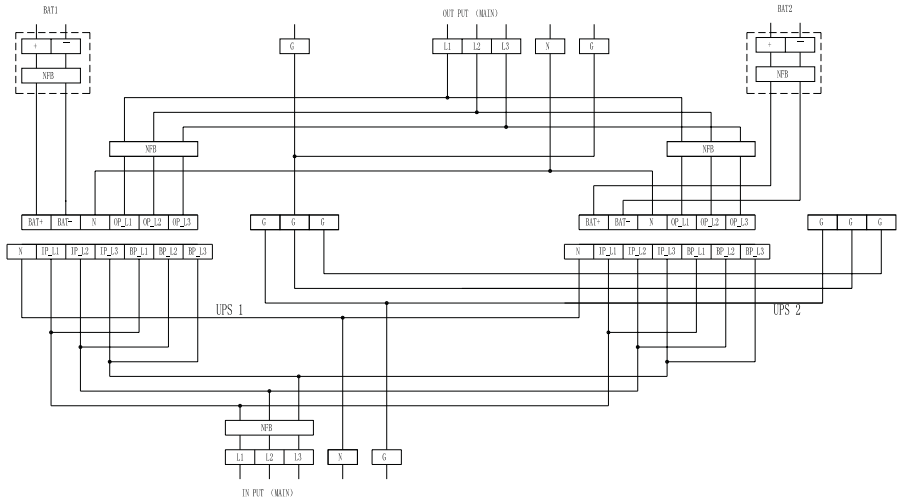 BAT1
OUT PUT （MAIN）
BAT2
+ —
G
L1 L2 L3 N G
+ —
NFB
NFB
NFB
NFB
BAT+ BAT- N OP_L1 OP_L2 OP_L3
G G G
BAT+ BAT- N OP_L1 OP_L2 OP_L3
G G G
N IP_L1 IP_L2 IP_L3 BP_L1 BP_L2 BP_L3
N IP_L1 IP_L2 IP_L3 BP_L1 BP_L2 BP_L3
UPS 1
UPS 2
NFB
L1 L2 L3 N G
IN PUT （MAIN）